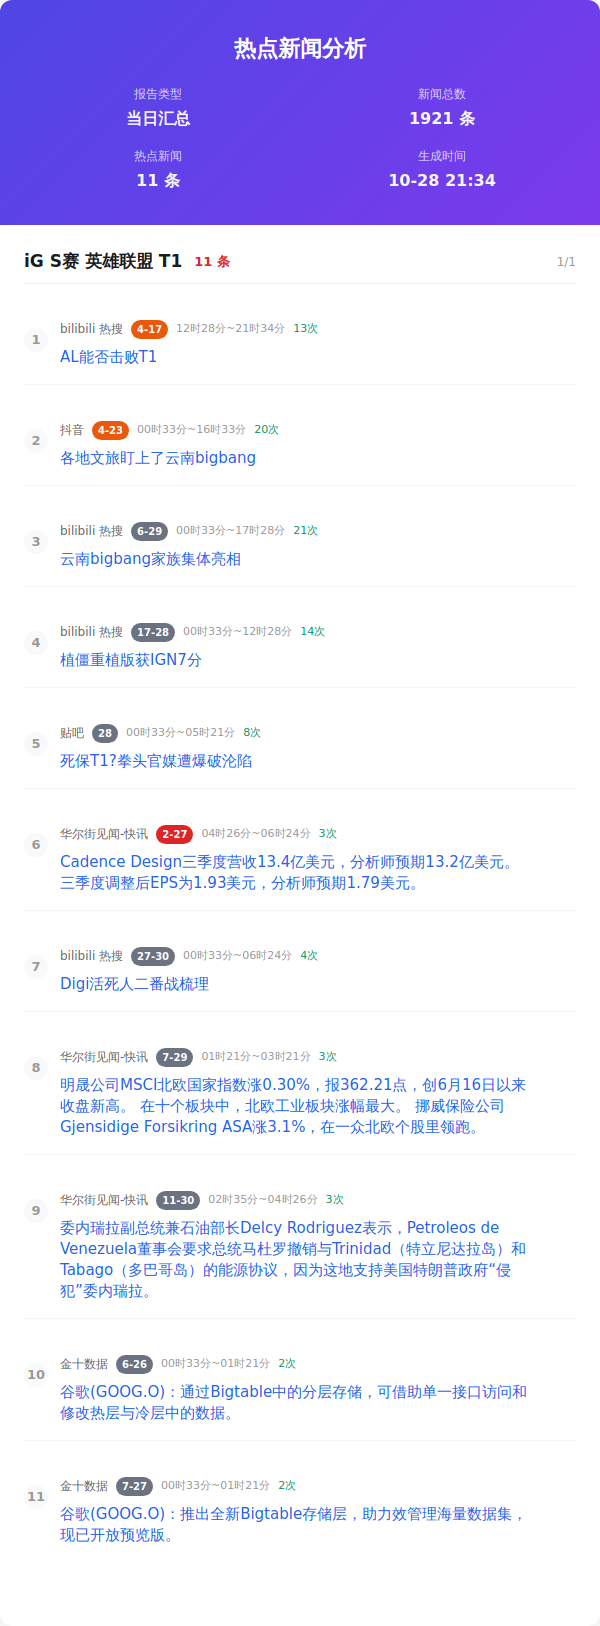 热点新闻分析
报告类型
新闻总数
当日汇总
1921 条
热点新闻
生成时间
11 条
10-28 21:34
iG S赛 英雄联盟 T1 11 条 1/1
1
bilibili 热搜 4-17 12时28分~21时34分 13次
AL能否击败T1
2
抖音 4-23 00时33分~16时33分 20次
各地文旅盯上了云南bigbang
3
bilibili 热搜 6-29 00时33分~17时28分 21次
云南bigbang家族集体亮相
4
bilibili 热搜 17-28 00时33分~12时28分 14次
植僵重植版获IGN7分
5
贴吧 28 00时33分~05时21分 8次
死保T1?拳头官媒遭爆破沦陷
6
华尔街见闻-快讯 2-27 04时26分~06时24分 3次
Cadence Design三季度营收13.4亿美元，分析师预期13.2亿美元。
三季度调整后EPS为1.93美元，分析师预期1.79美元。
7
bilibili 热搜 27-30 00时33分~06时24分 4次
Digi活死人二番战梳理
8
华尔街见闻-快讯 7-29 01时21分~03时21分 3次
明晟公司MSCI北欧国家指数涨0.30%，报362.21点，创6月16日以来
收盘新高。 在十个板块中，北欧工业板块涨幅最大。 挪威保险公司
Gjensidige Forsikring ASA涨3.1%，在一众北欧个股里领跑。
9
华尔街见闻-快讯 11-30 02时35分~04时26分 3次
委内瑞拉副总统兼石油部长Delcy Rodriguez表示，Petroleos de
Venezuela董事会要求总统马杜罗撤销与Trinidad（特立尼达拉岛）和
Tabago（多巴哥岛）的能源协议，因为这地支持美国特朗普政府“侵
犯”委内瑞拉。
10
金十数据 6-26 00时33分~01时21分 2次
谷歌(GOOG.O)：通过Bigtable中的分层存储，可借助单一接口访问和
修改热层与冷层中的数据。
11
金十数据 7-27 00时33分~01时21分 2次
谷歌(GOOG.O)：推出全新Bigtable存储层，助力效管理海量数据集，
现已开放预览版。